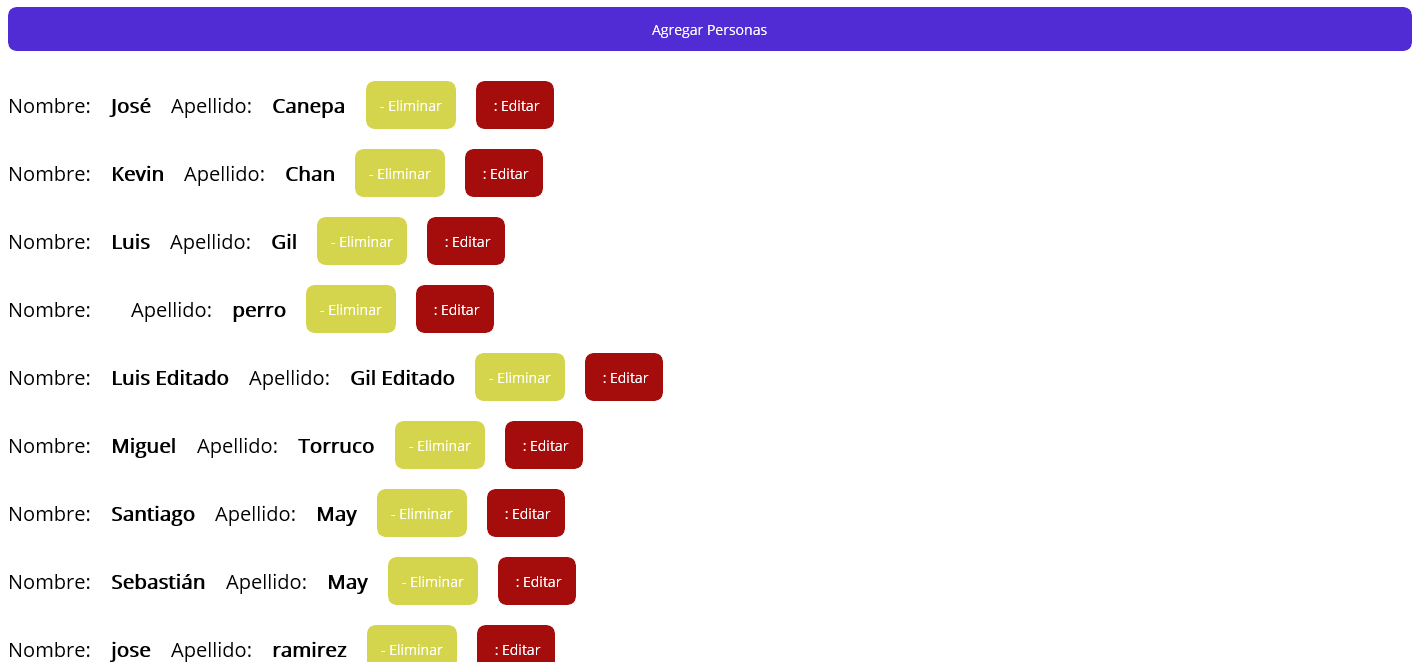 Agregar Personas
Nombre: José Apellido: Canepa - Eliminar : Editar
Nombre: Kevin Apellido: Chan - Eliminar : Editar
Nombre: Luis Apellido: Gil - Eliminar : Editar
Nombre: Apellido: perro - Eliminar : Editar
Nombre: Luis Editado Apellido: Gil Editado - Eliminar : Editar
Nombre: Miguel Apellido: Torruco - Eliminar : Editar
Nombre: Santiago Apellido: May - Eliminar : Editar
Nombre: Sebastián Apellido: May - Eliminar : Editar
Nombre: jose Apellido: ramirez - Eliminar : Editar